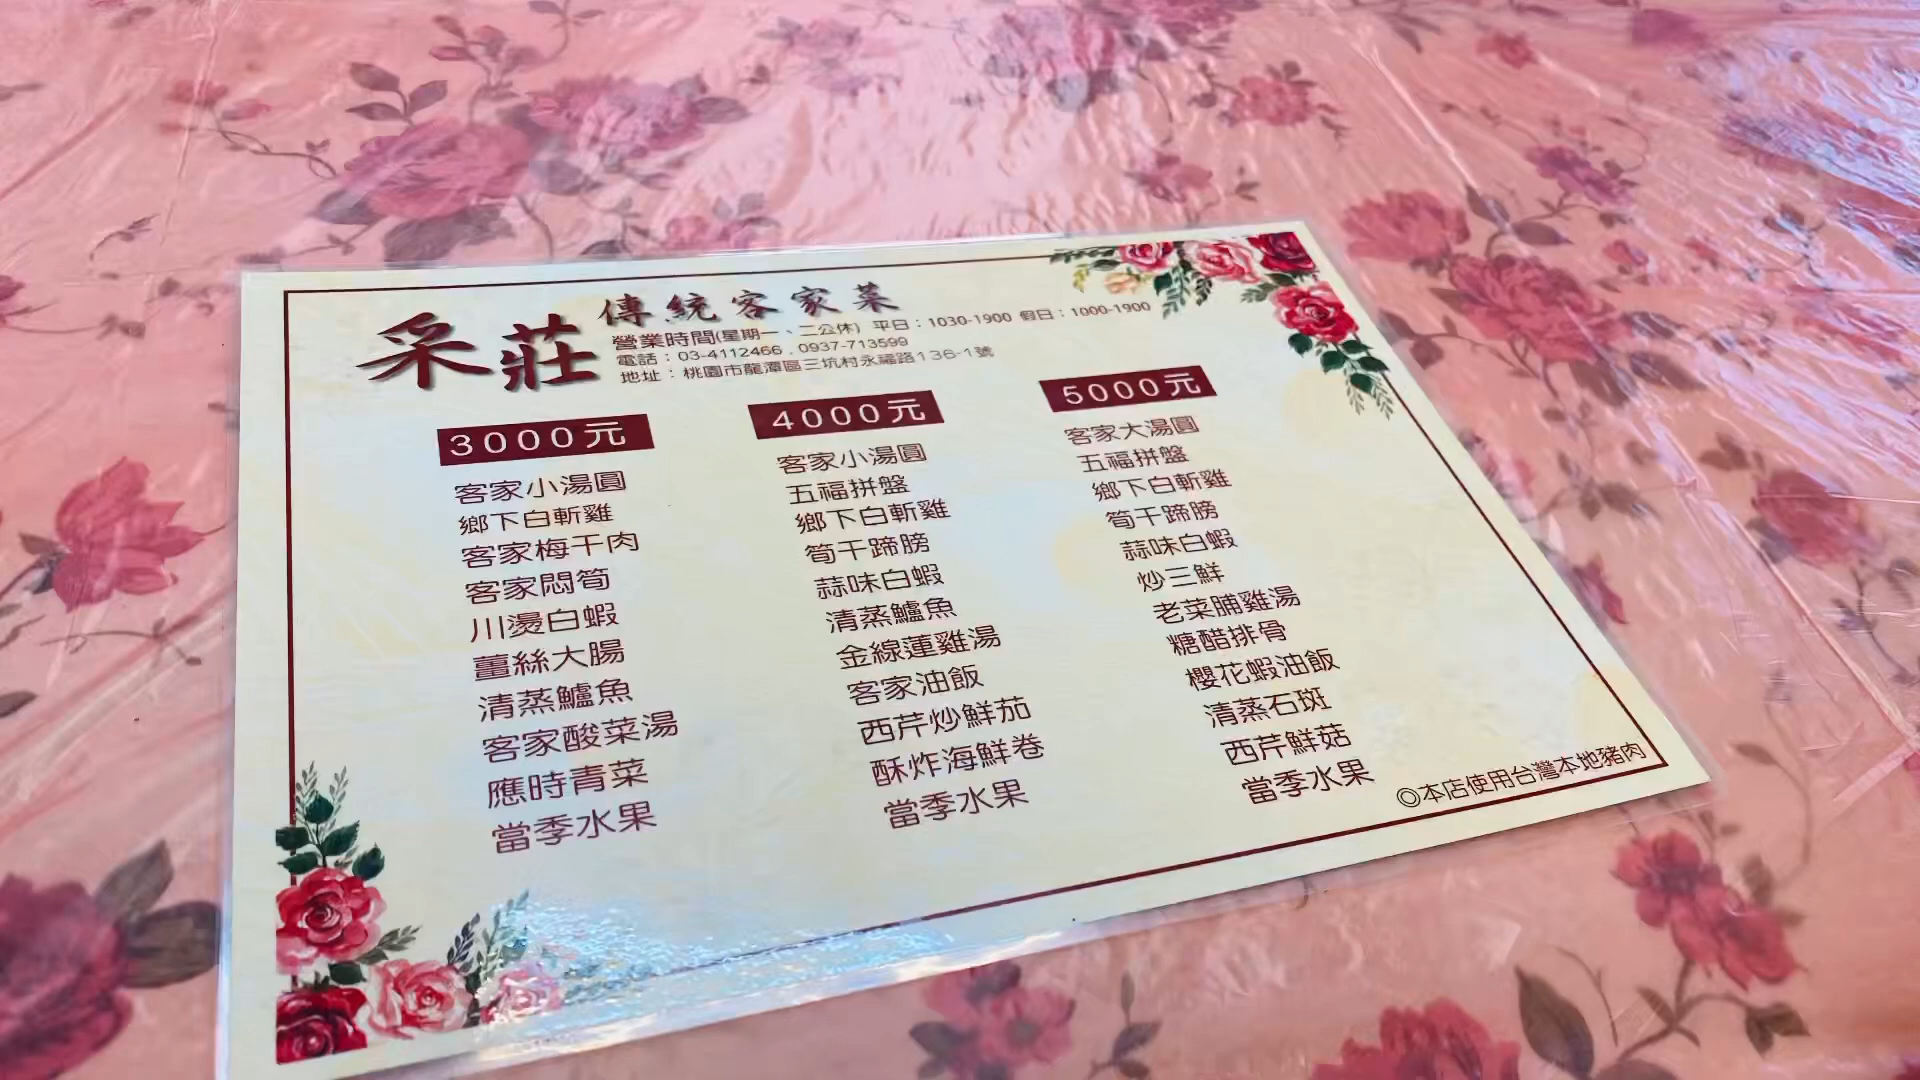 采莊
傳統客家菜
營業時間(星期一、二公休) 平日：1030-1900 假日：1000-1900
電話：03-4112466 . 0937-713599
地址：桃園市龍潭區三坑村永福路136-1號
3000元
客家小湯圓
鄉下白斬雞
客家梅干肉
客家悶筍
川燙白蝦
薑絲大腸
清蒸鱸魚
客家酸菜湯
應時青菜
當季水果
4000元
客家小湯圓
五福拼盤
鄉下白斬雞
筍干蹄膀
蒜味白蝦
清蒸鱸魚
金線蓮雞湯
客家油飯
西芹炒鮮茄
酥炸海鮮卷
當季水果
5000元
客家大湯圓
五福拼盤
鄉下白斬雞
筍干蹄膀
蒜味白蝦
炒三鮮
老菜脯雞湯
糖醋排骨
櫻花蝦油飯
清蒸石斑
西芹鮮菇
當季水果
◎本店使用台灣本地豬肉